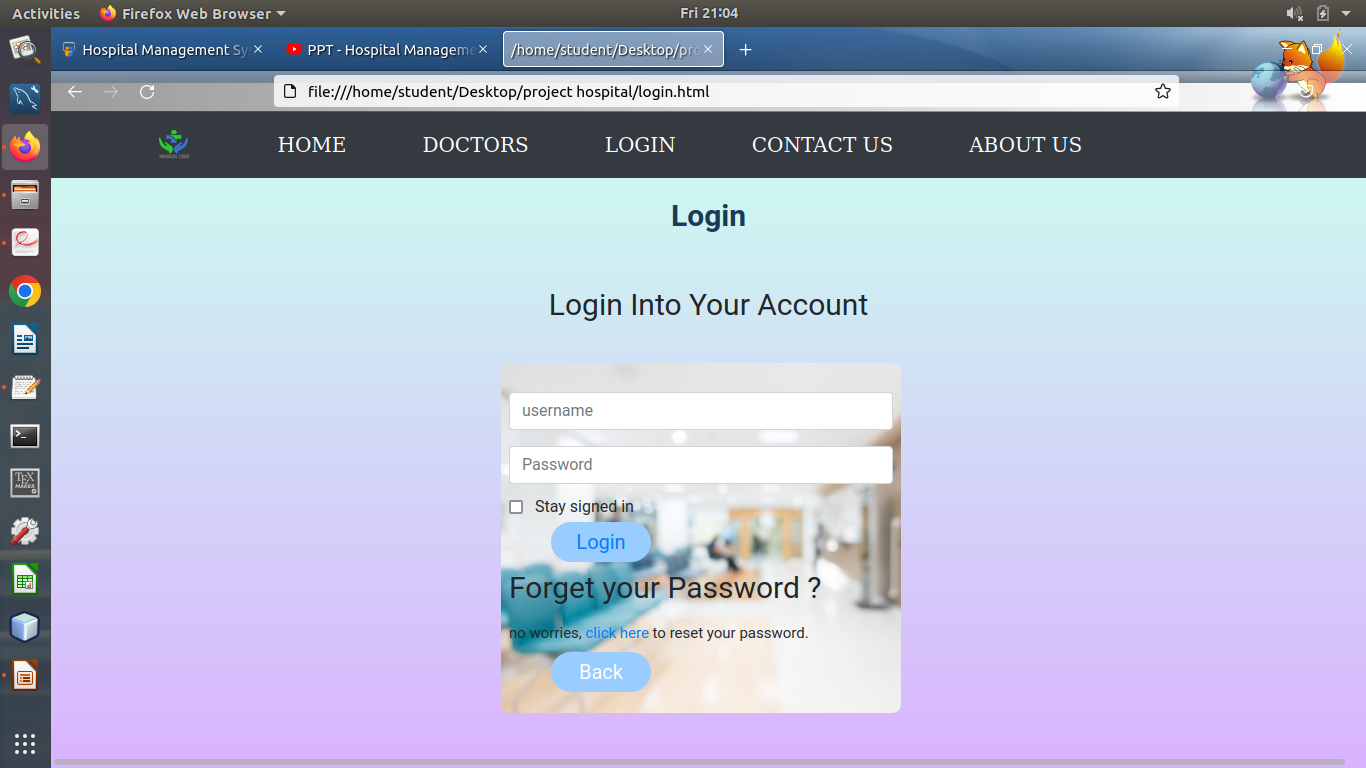 Activities Firefox Web Browser Fri 21:04
Hospital Management Sy PPT - Hospital Manageme /home/student/Desktop/pro
file:///home/student/Desktop/project hospital/login.html
HOME DOCTORS LOGIN CONTACT US ABOUT US
Login
Login Into Your Account
username
Password
Stay signed in
Login
Forget your Password ?
no worries, click here to reset your password.
Back